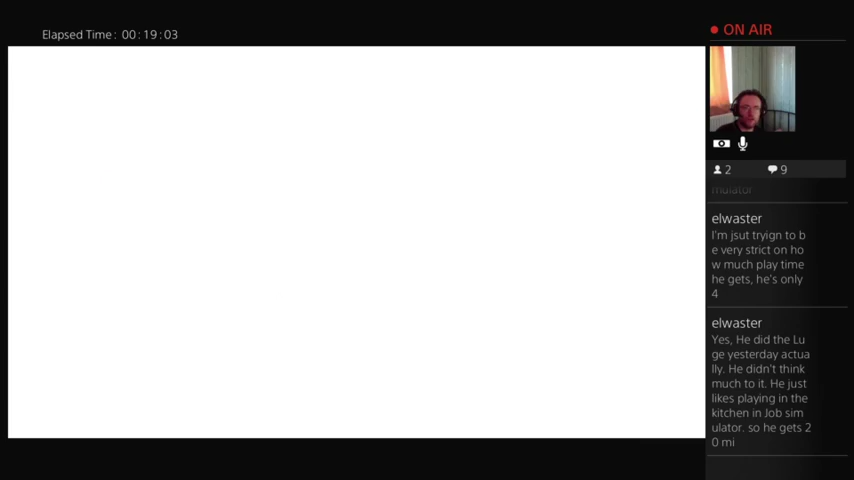 Elapsed Time: 00:19:03
ON AIR
2 9
mulator
elwaster
I'm jsut tryign to b
e very strict on ho
w much play time
he gets, he's only
4
elwaster
Yes, He did the Lu
ge yesterday actua
lly. He didn't think
much to it. He just
likes playing in the
kitchen in Job sim
ulator. so he gets 2
0 mi